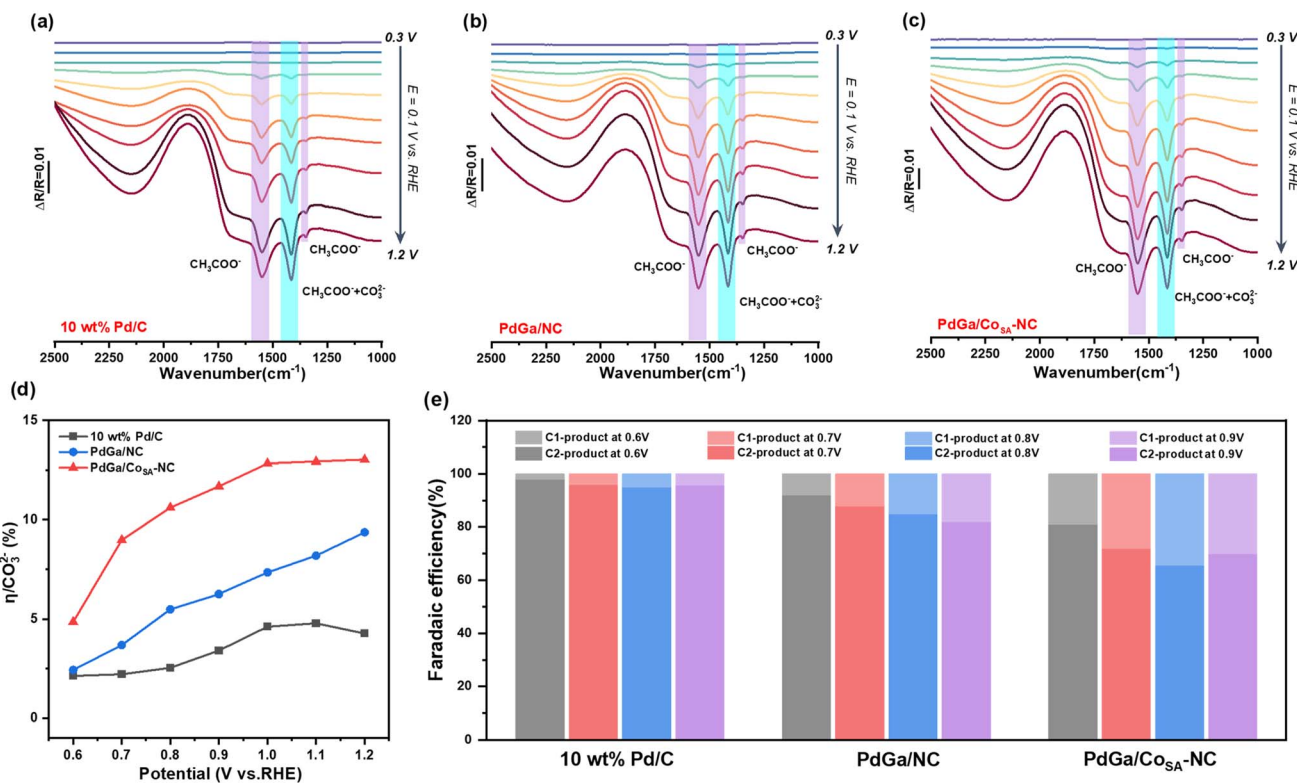 (a)
0.3 V
E = 0.1 V vs. RHE
1.2 V
ΔR/R=0.01
CH₃COO⁻
CH₃COO⁻
CH₃COO⁻+CO₃²⁻
10 wt% Pd/C
2500 2250 2000 1750 1500 1250 1000
Wavenumber(cm⁻¹)
(b)
0.3 V
E = 0.1 V vs. RHE
1.2 V
ΔR/R=0.01
CH₃COO⁻
CH₃COO⁻
CH₃COO⁻+CO₃²⁻
PdGa/NC
2500 2250 2000 1750 1500 1250 1000
Wavenumber(cm⁻¹)
(c)
0.3 V
E = 0.1 V vs. RHE
1.2 V
ΔR/R=0.01
CH₃COO⁻
CH₃COO⁻
CH₃COO⁻+CO₃²⁻
PdGa/Co_SA-NC
2500 2250 2000 1750 1500 1250 1000
Wavenumber(cm⁻¹)
(d)
10 wt% Pd/C
PdGa/NC
PdGa/Co_SA-NC
η/CO₃²⁻ (%)
15
10
5
0
0.6 0.7 0.8 0.9 1.0 1.1 1.2
Potential (V vs.RHE)
(e)
C1-product at 0.6V C1-product at 0.7V C1-product at 0.8V C1-product at 0.9V
C2-product at 0.6V C2-product at 0.7V C2-product at 0.8V C2-product at 0.9V
Faradaic efficiency(%)
120
100
80
60
40
20
0
10 wt% Pd/C PdGa/NC PdGa/Co_SA-NC